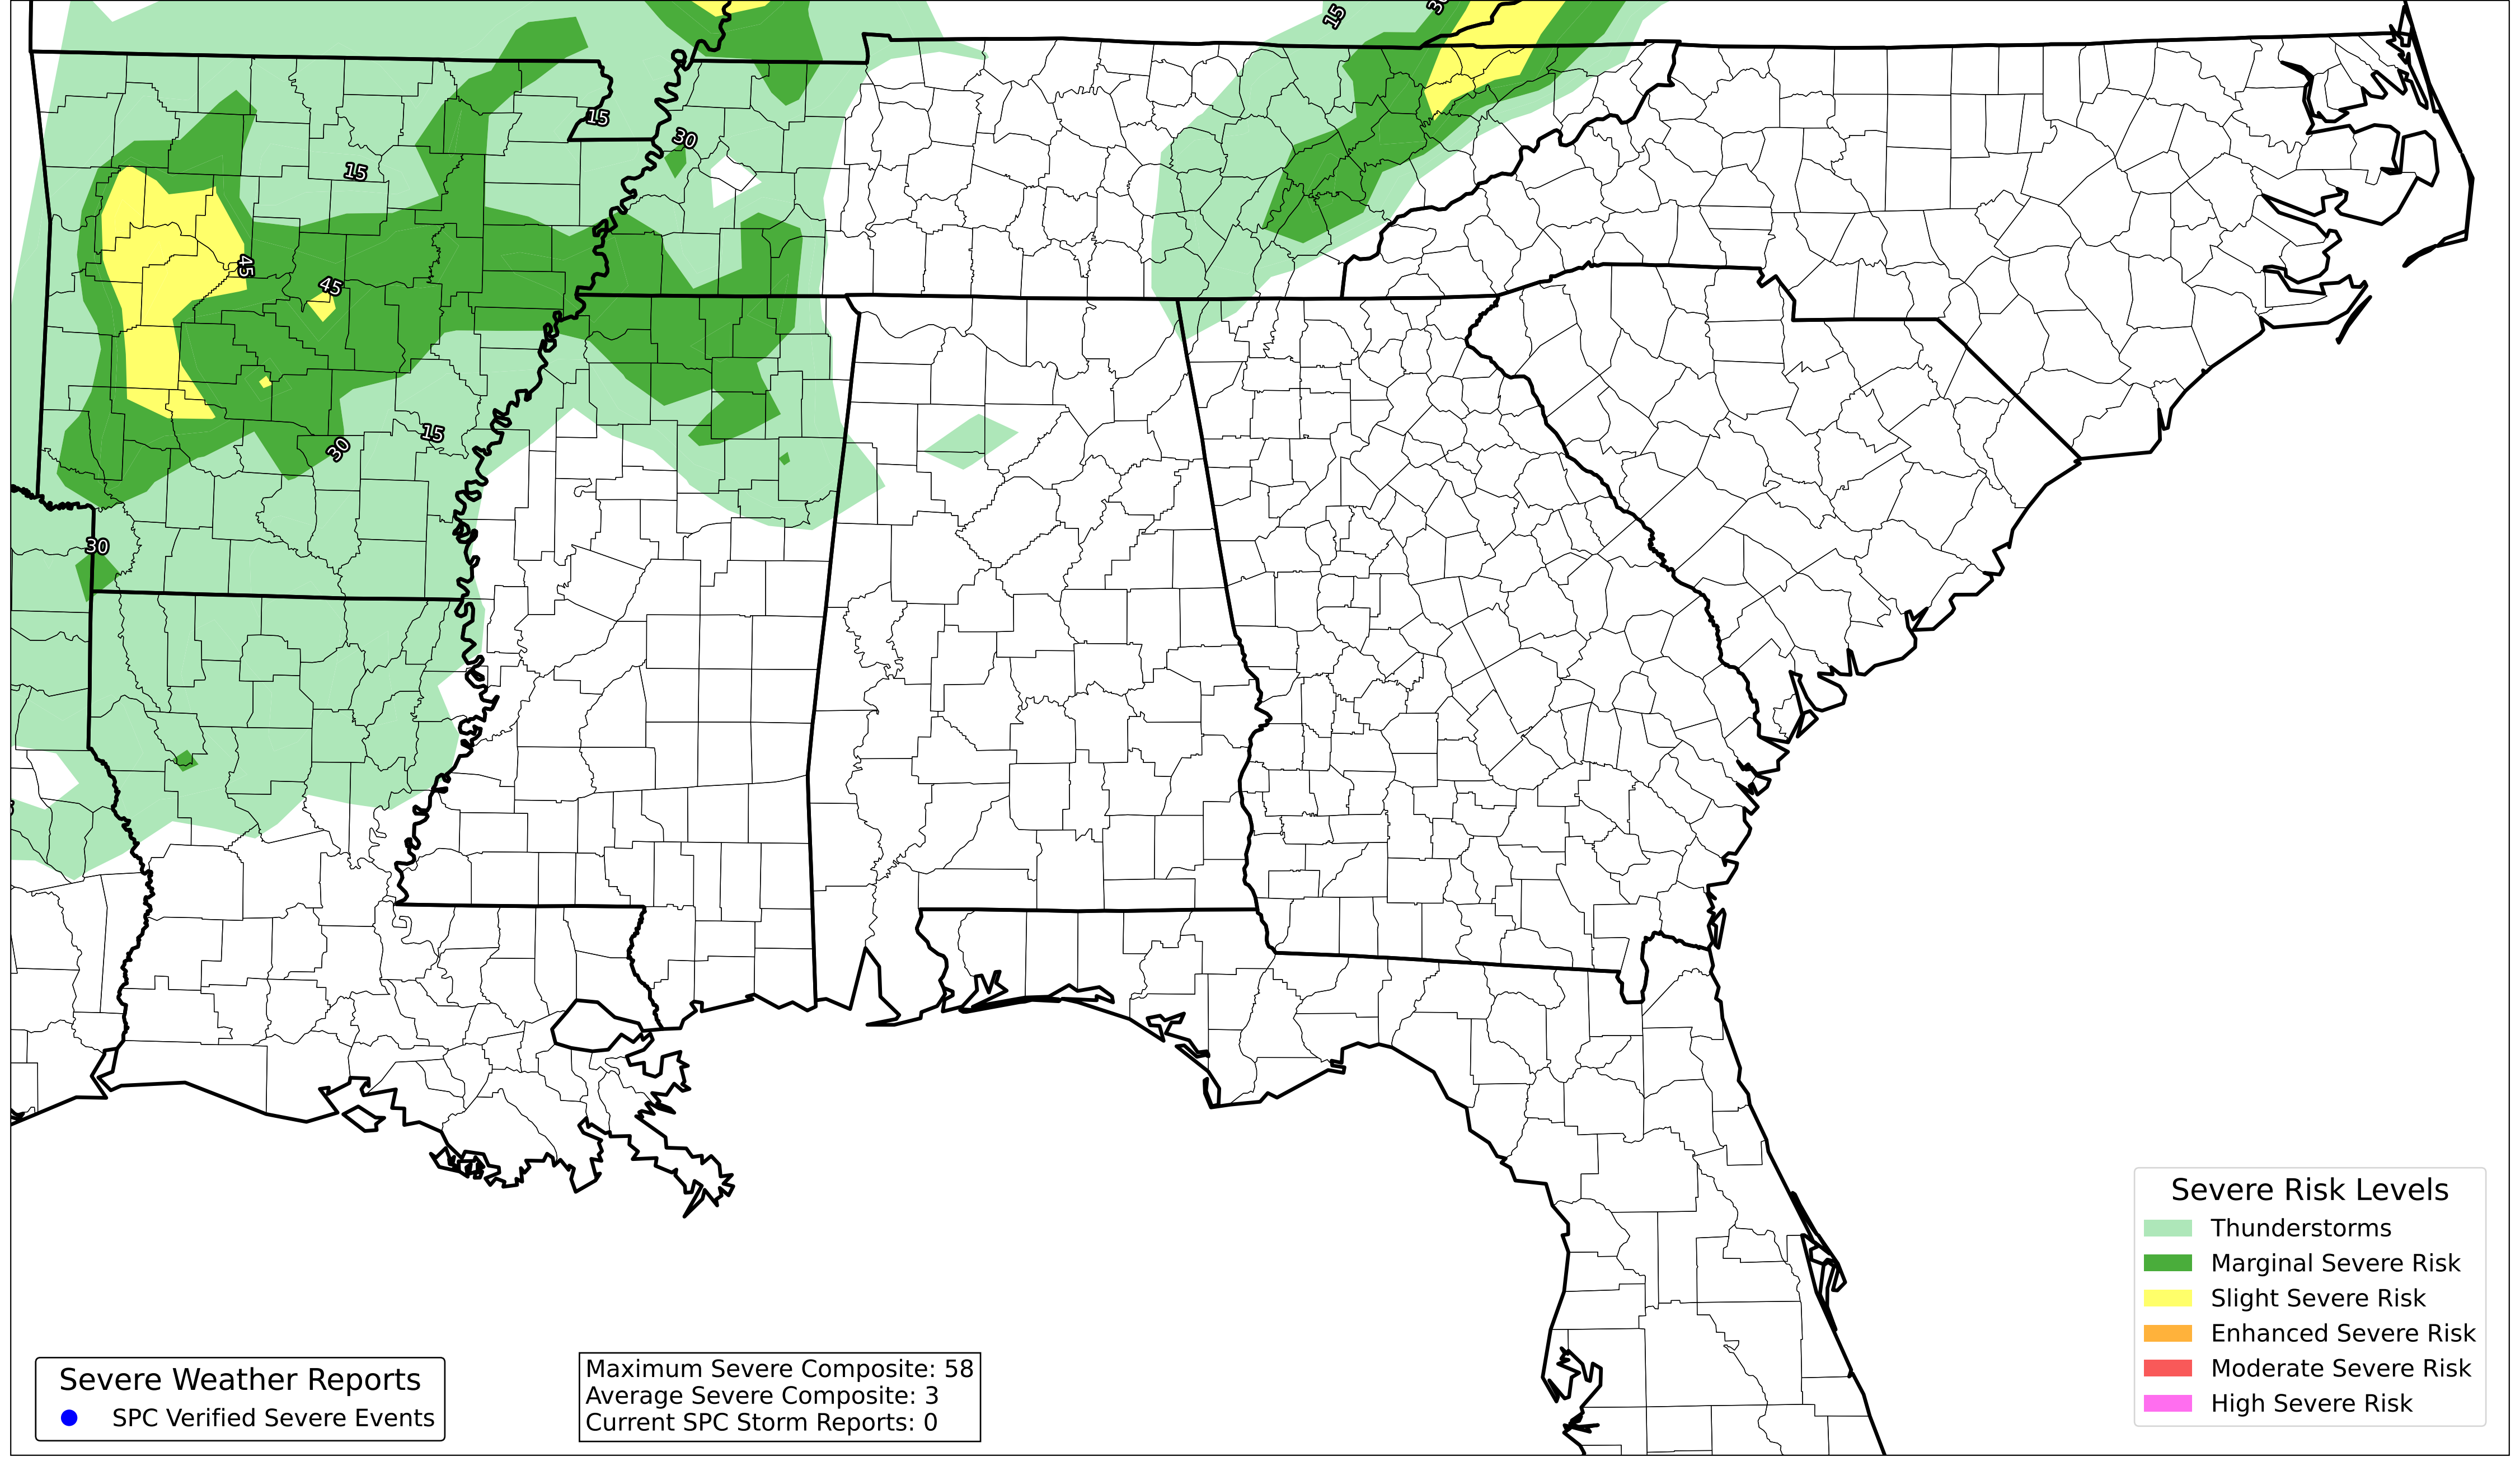 15
30
15
30
15
45
45
15
30
30
Severe Risk Levels
Thunderstorms
Marginal Severe Risk
Slight Severe Risk
Enhanced Severe Risk
Moderate Severe Risk
High Severe Risk
Maximum Severe Composite: 58
Average Severe Composite: 3
Current SPC Storm Reports: 0
Severe Weather Reports
SPC Verified Severe Events